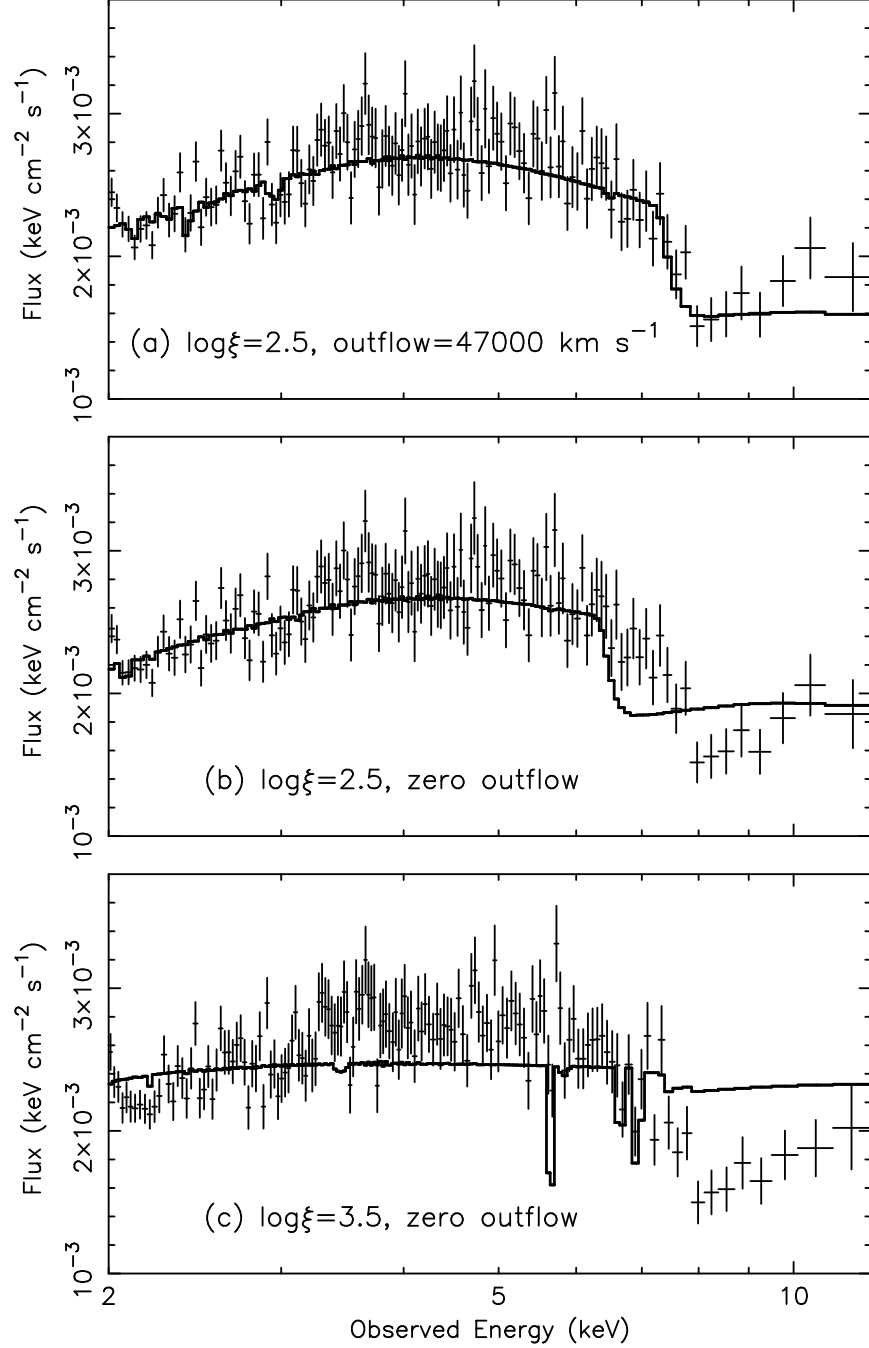 3×10⁻³
2×10⁻³
10⁻³
Flux (keV cm⁻² s⁻¹)
(a) logξ=2.5, outflow=47000 km s⁻¹
3×10⁻³
2×10⁻³
10⁻³
Flux (keV cm⁻² s⁻¹)
(b) logξ=2.5, zero outflow
3×10⁻³
2×10⁻³
10⁻³
Flux (keV cm⁻² s⁻¹)
(c) logξ=3.5, zero outflow
2 5 10
Observed Energy (keV)